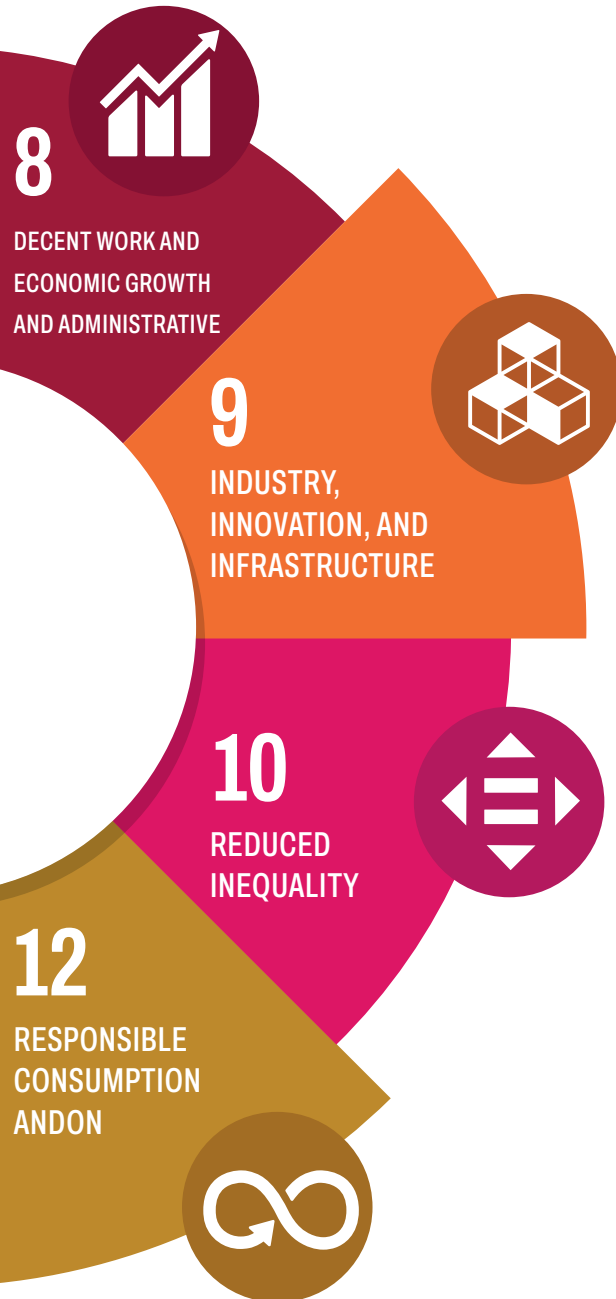 8
DECENT WORK AND
ECONOMIC GROWTH
AND ADMINISTRATIVE
9
INDUSTRY,
INNOVATION, AND
INFRASTRUCTURE
10
REDUCED
INEQUALITY
12
RESPONSIBLE
CONSUMPTION
ANDON